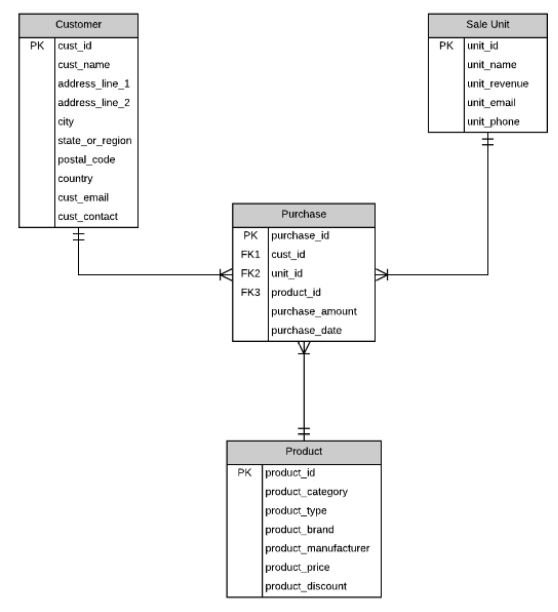 Customer
PK cust_id
cust_name
address_line_1
address_line_2
city
state_or_region
postal_code
country
cust_email
cust_contact
Sale Unit
PK unit_id
unit_name
unit_revenue
unit_email
unit_phone
Purchase
PK purchase_id
FK1 cust_id
FK2 unit_id
FK3 product_id
purchase_amount
purchase_date
Product
PK product_id
product_category
product_type
product_brand
product_manufacturer
product_price
product_discount